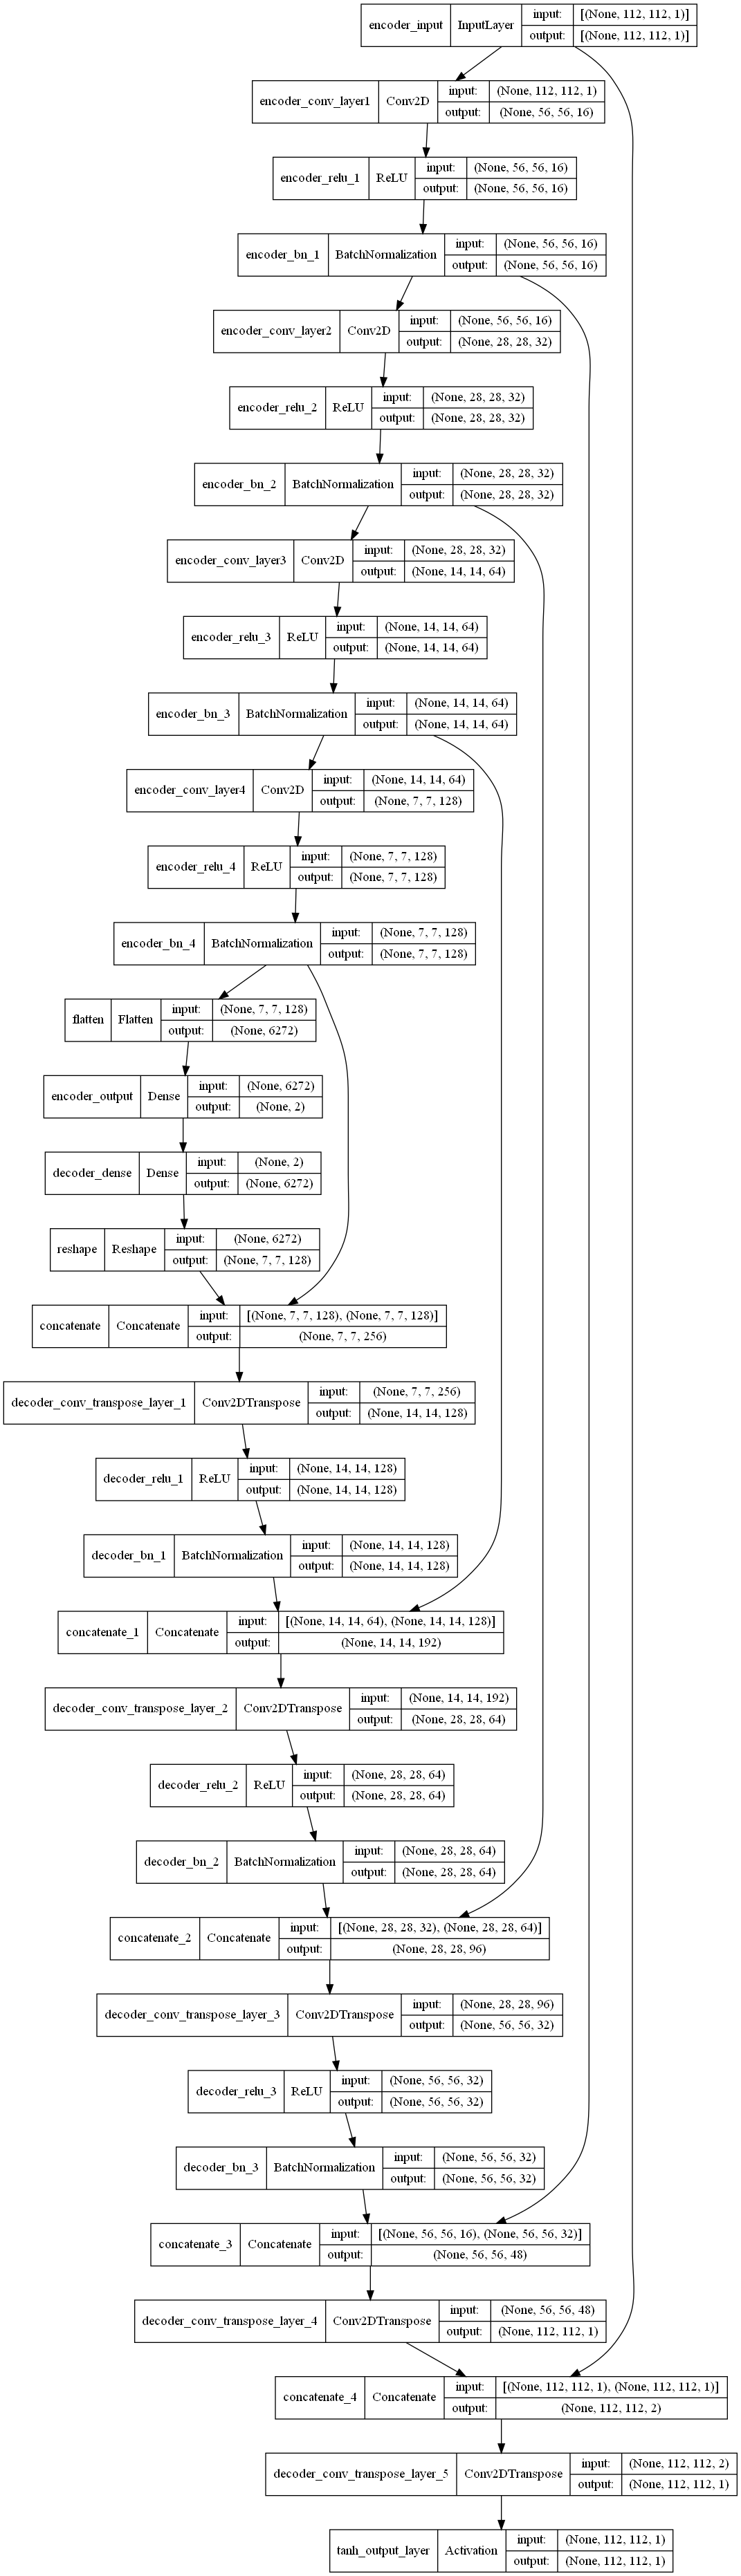 encoder_input InputLayer input: [(None, 112, 112, 1)]
output: [(None, 112, 112, 1)]
encoder_conv_layer1 Conv2D input: (None, 112, 112, 1)
output: (None, 56, 56, 16)
encoder_relu_1 ReLU input: (None, 56, 56, 16)
output: (None, 56, 56, 16)
encoder_bn_1 BatchNormalization input: (None, 56, 56, 16)
output: (None, 56, 56, 16)
encoder_conv_layer2 Conv2D input: (None, 56, 56, 16)
output: (None, 28, 28, 32)
encoder_relu_2 ReLU input: (None, 28, 28, 32)
output: (None, 28, 28, 32)
encoder_bn_2 BatchNormalization input: (None, 28, 28, 32)
output: (None, 28, 28, 32)
encoder_conv_layer3 Conv2D input: (None, 28, 28, 32)
output: (None, 14, 14, 64)
encoder_relu_3 ReLU input: (None, 14, 14, 64)
output: (None, 14, 14, 64)
encoder_bn_3 BatchNormalization input: (None, 14, 14, 64)
output: (None, 14, 14, 64)
encoder_conv_layer4 Conv2D input: (None, 14, 14, 64)
output: (None, 7, 7, 128)
encoder_relu_4 ReLU input: (None, 7, 7, 128)
output: (None, 7, 7, 128)
encoder_bn_4 BatchNormalization input: (None, 7, 7, 128)
output: (None, 7, 7, 128)
flatten Flatten input: (None, 7, 7, 128)
output: (None, 6272)
encoder_output Dense input: (None, 6272)
output: (None, 2)
decoder_dense Dense input: (None, 2)
output: (None, 6272)
reshape Reshape input: (None, 6272)
output: (None, 7, 7, 128)
concatenate Concatenate input: [(None, 7, 7, 128), (None, 7, 7, 128)]
output: (None, 7, 7, 256)
decoder_conv_transpose_layer_1 Conv2DTranspose input: (None, 7, 7, 256)
output: (None, 14, 14, 128)
decoder_relu_1 ReLU input: (None, 14, 14, 128)
output: (None, 14, 14, 128)
decoder_bn_1 BatchNormalization input: (None, 14, 14, 128)
output: (None, 14, 14, 128)
concatenate_1 Concatenate input: [(None, 14, 14, 64), (None, 14, 14, 128)]
output: (None, 14, 14, 192)
decoder_conv_transpose_layer_2 Conv2DTranspose input: (None, 14, 14, 192)
output: (None, 28, 28, 64)
decoder_relu_2 ReLU input: (None, 28, 28, 64)
output: (None, 28, 28, 64)
decoder_bn_2 BatchNormalization input: (None, 28, 28, 64)
output: (None, 28, 28, 64)
concatenate_2 Concatenate input: [(None, 28, 28, 32), (None, 28, 28, 64)]
output: (None, 28, 28, 96)
decoder_conv_transpose_layer_3 Conv2DTranspose input: (None, 28, 28, 96)
output: (None, 56, 56, 32)
decoder_relu_3 ReLU input: (None, 56, 56, 32)
output: (None, 56, 56, 32)
decoder_bn_3 BatchNormalization input: (None, 56, 56, 32)
output: (None, 56, 56, 32)
concatenate_3 Concatenate input: [(None, 56, 56, 16), (None, 56, 56, 32)]
output: (None, 56, 56, 48)
decoder_conv_transpose_layer_4 Conv2DTranspose input: (None, 56, 56, 48)
output: (None, 112, 112, 1)
concatenate_4 Concatenate input: [(None, 112, 112, 1), (None, 112, 112, 1)]
output: (None, 112, 112, 2)
decoder_conv_transpose_layer_5 Conv2DTranspose input: (None, 112, 112, 2)
output: (None, 112, 112, 1)
tanh_output_layer Activation input: (None, 112, 112, 1)
output: (None, 112, 112, 1)